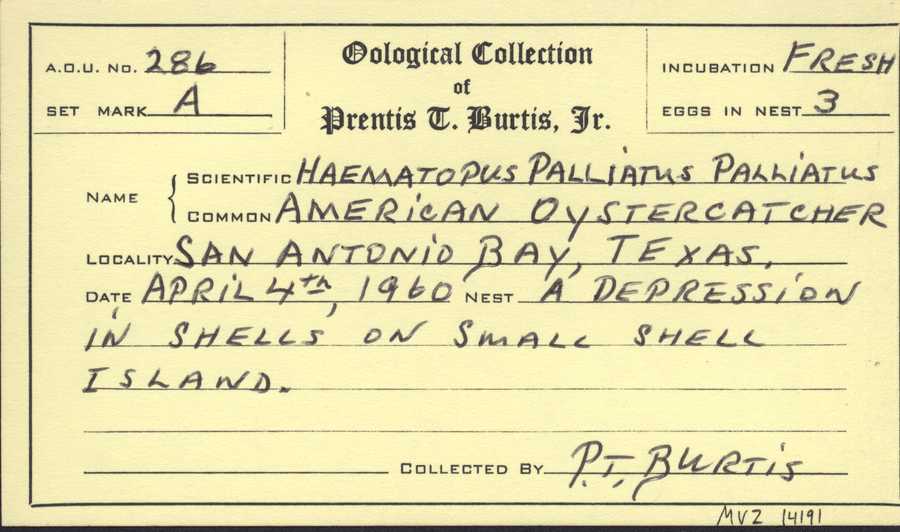 A.O.U. No. 286
Oological Collection
INCUBATION FRESH
of
SET MARK A
EGGS IN NEST 3
Prentis T. Burtis, Jr.
NAME { SCIENTIFIC HAEMATOPUS PALLIATUS PALLIATUS
COMMON AMERICAN OYSTERCATCHER
LOCALITY SAN ANTONIO BAY, TEXAS.
DATE APRIL 4th, 1960 NEST A DEPRESSION
IN SHELLS ON SMALL SHELL
ISLAND.
COLLECTED BY P.T. BURTIS
MVZ 14191